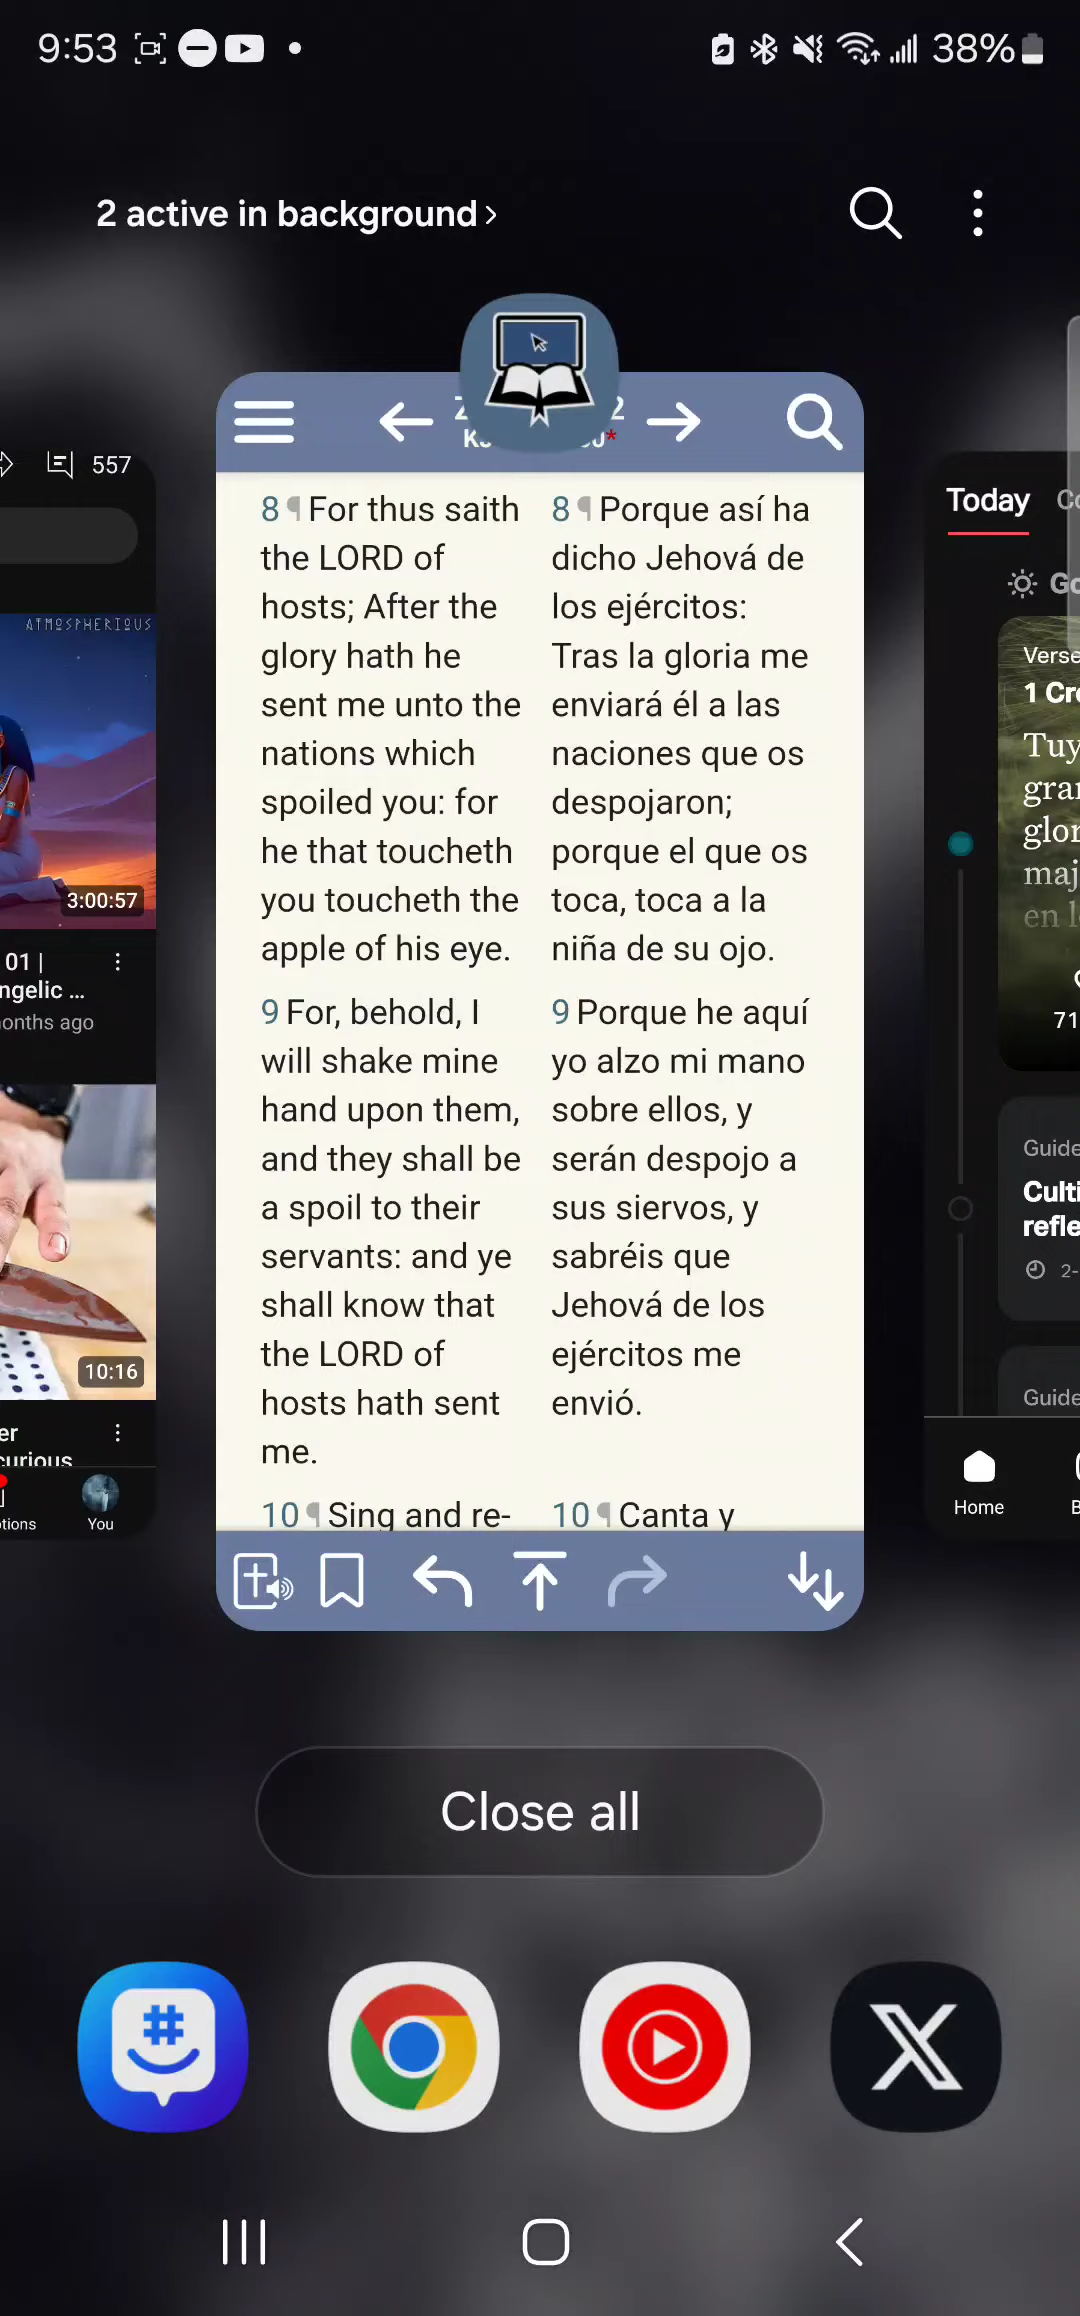 9:53
38%
2 active in background >
557
ATMOSPHERIOUS
3:00:57
01 |
ngelic ...
onths ago
10:16
er
curious
You
8 ¶ For thus saith
the LORD of
hosts; After the
glory hath he
sent me unto the
nations which
spoiled you: for
he that toucheth
you toucheth the
apple of his eye.
9 For, behold, I
will shake mine
hand upon them,
and they shall be
a spoil to their
servants: and ye
shall know that
the LORD of
hosts hath sent
me.
10 ¶ Sing and re-
8 ¶ Porque así ha
dicho Jehová de
los ejércitos:
Tras la gloria me
enviará él a las
naciones que os
despojaron;
porque el que os
toca, toca a la
niña de su ojo.
9 Porque he aquí
yo alzo mi mano
sobre ellos, y
serán despojo a
sus siervos, y
sabréis que
Jehová de los
ejércitos me
envió.
10 ¶ Canta y
Today
Verse
1 Cr
Tuy
gra
glor
maj
en l
71
Guide
Culti
refle
2-
Guide
Home
Close all